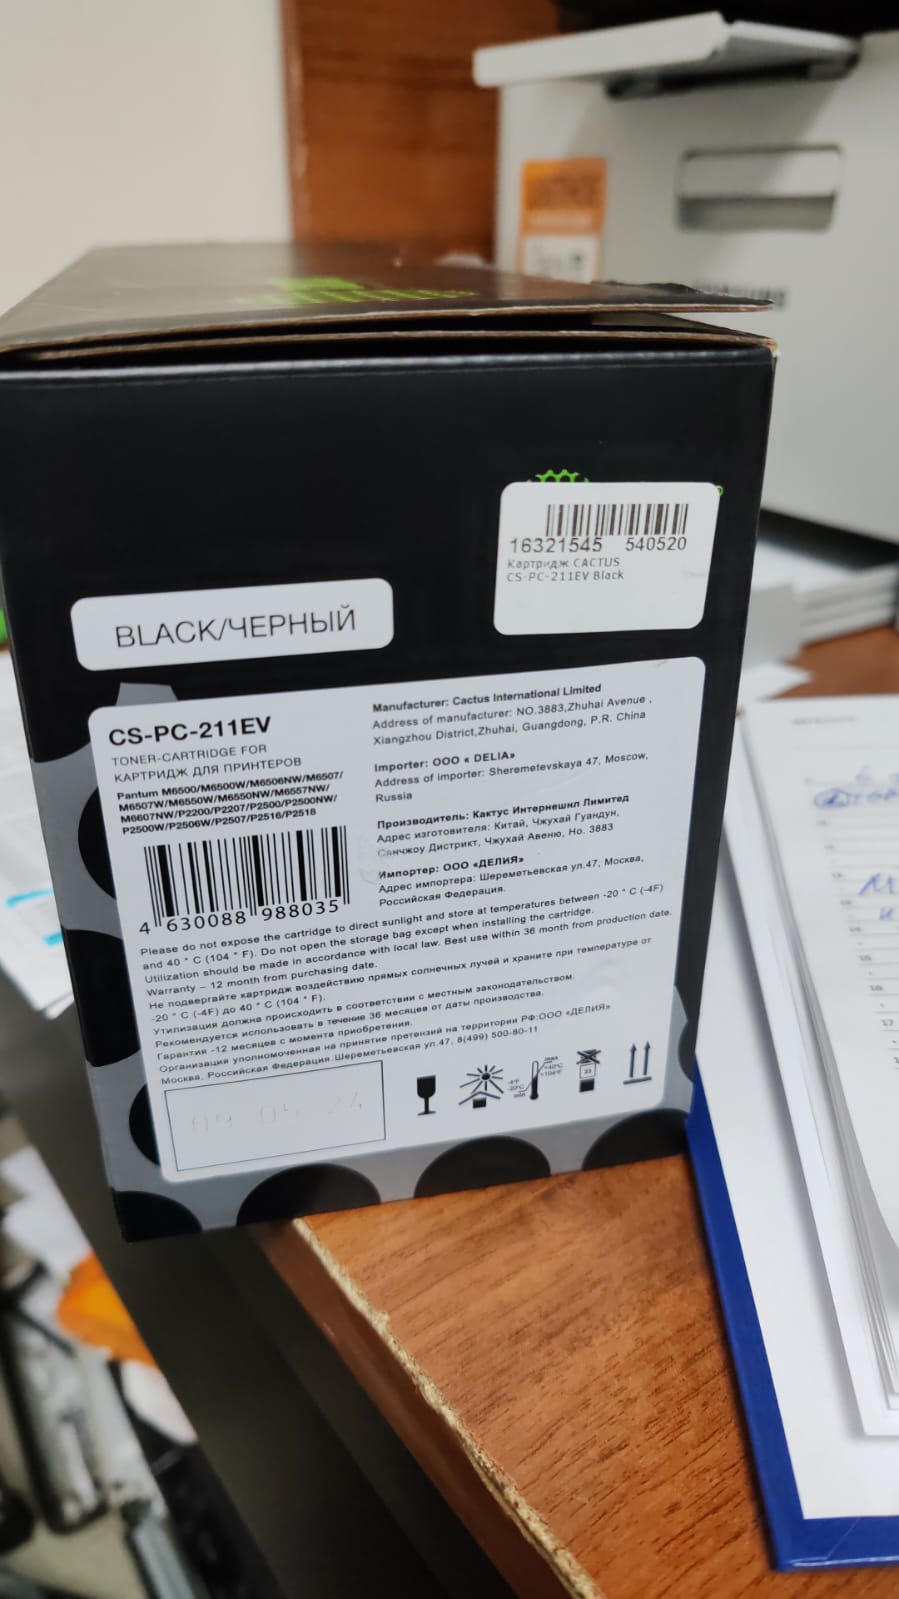 16321545 540520
Картридж CACTUS
CS-PC-211EV Black
BLACK/ЧЕРНЫЙ
CS-PC-211EV
TONER-CARTRIDGE FOR
КАРТРИДЖ ДЛЯ ПРИНТЕРОВ
Pantum M6500/M6500W/M6506NW/M6507/
M6507W/M6550W/M6550NW/M6557NW/
M6607NW/P2200/P2207/P2500/P2500NW/
P2500W/P2506W/P2507/P2516/P2518
4 630088 988035
Manufacturer: Cactus International Limited
Address of manufacturer: NO.3883,Zhuhai Avenue ,
Xiangzhou District,Zhuhai, Guangdong, P.R. China
Importer: OOO « DELIA»
Address of importer: Sheremetevskaya 47, Moscow,
Russia
Производитель: Кактус Интернешнл Лимитед
Адрес изготовителя: Китай, Чжухай Гуандун,
Санчжоу Дистрикт, Чжухай Авеню, Но. 3883
Импортер: ООО «ДЕЛИЯ»
Адрес импортера: Шереметьевская ул.47, Москва,
Российская Федерация.
Please do not expose the cartridge to direct sunlight and store at temperatures between -20 ° C (-4F)
and 40 ° C (104 ° F). Do not open the storage bag except when installing the cartridge.
Utilization should be made in accordance with local law. Best use within 36 month from production date.
Warranty – 12 month from purchasing date.
Не подвергайте картридж воздействию прямых солнечных лучей и храните при температуре от
-20 ° C (-4F) до 40 ° C (104 ° F).
Утилизация должна происходить в соответствии с местным законодательством.
Рекомендуется использовать в течение 36 месяцев от даты производства.
Гарантия -12 месяцев с момента приобретения.
Организация уполномоченная на принятие претензий на территории РФ:ООО «ДЕЛИЯ»
Москва, Российская Федерация.Шереметьевская ул.47, 8(499) 500-80-11
09 05 24